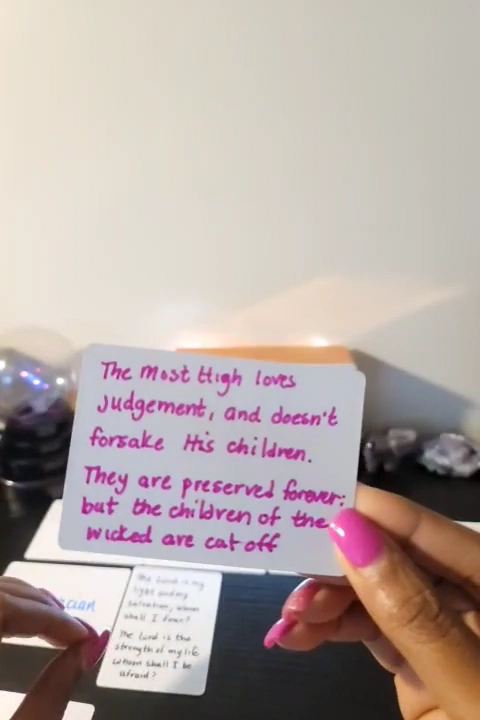 The Most High loves
Judgement, and doesn't
forsake His children.
They are preserved forever;
but the children of the
wicked are cat off
The Lord is my
light and my
salvation, whom
shall I fear?
The Lord is the
strength of my life
whom shall I be
afraid?